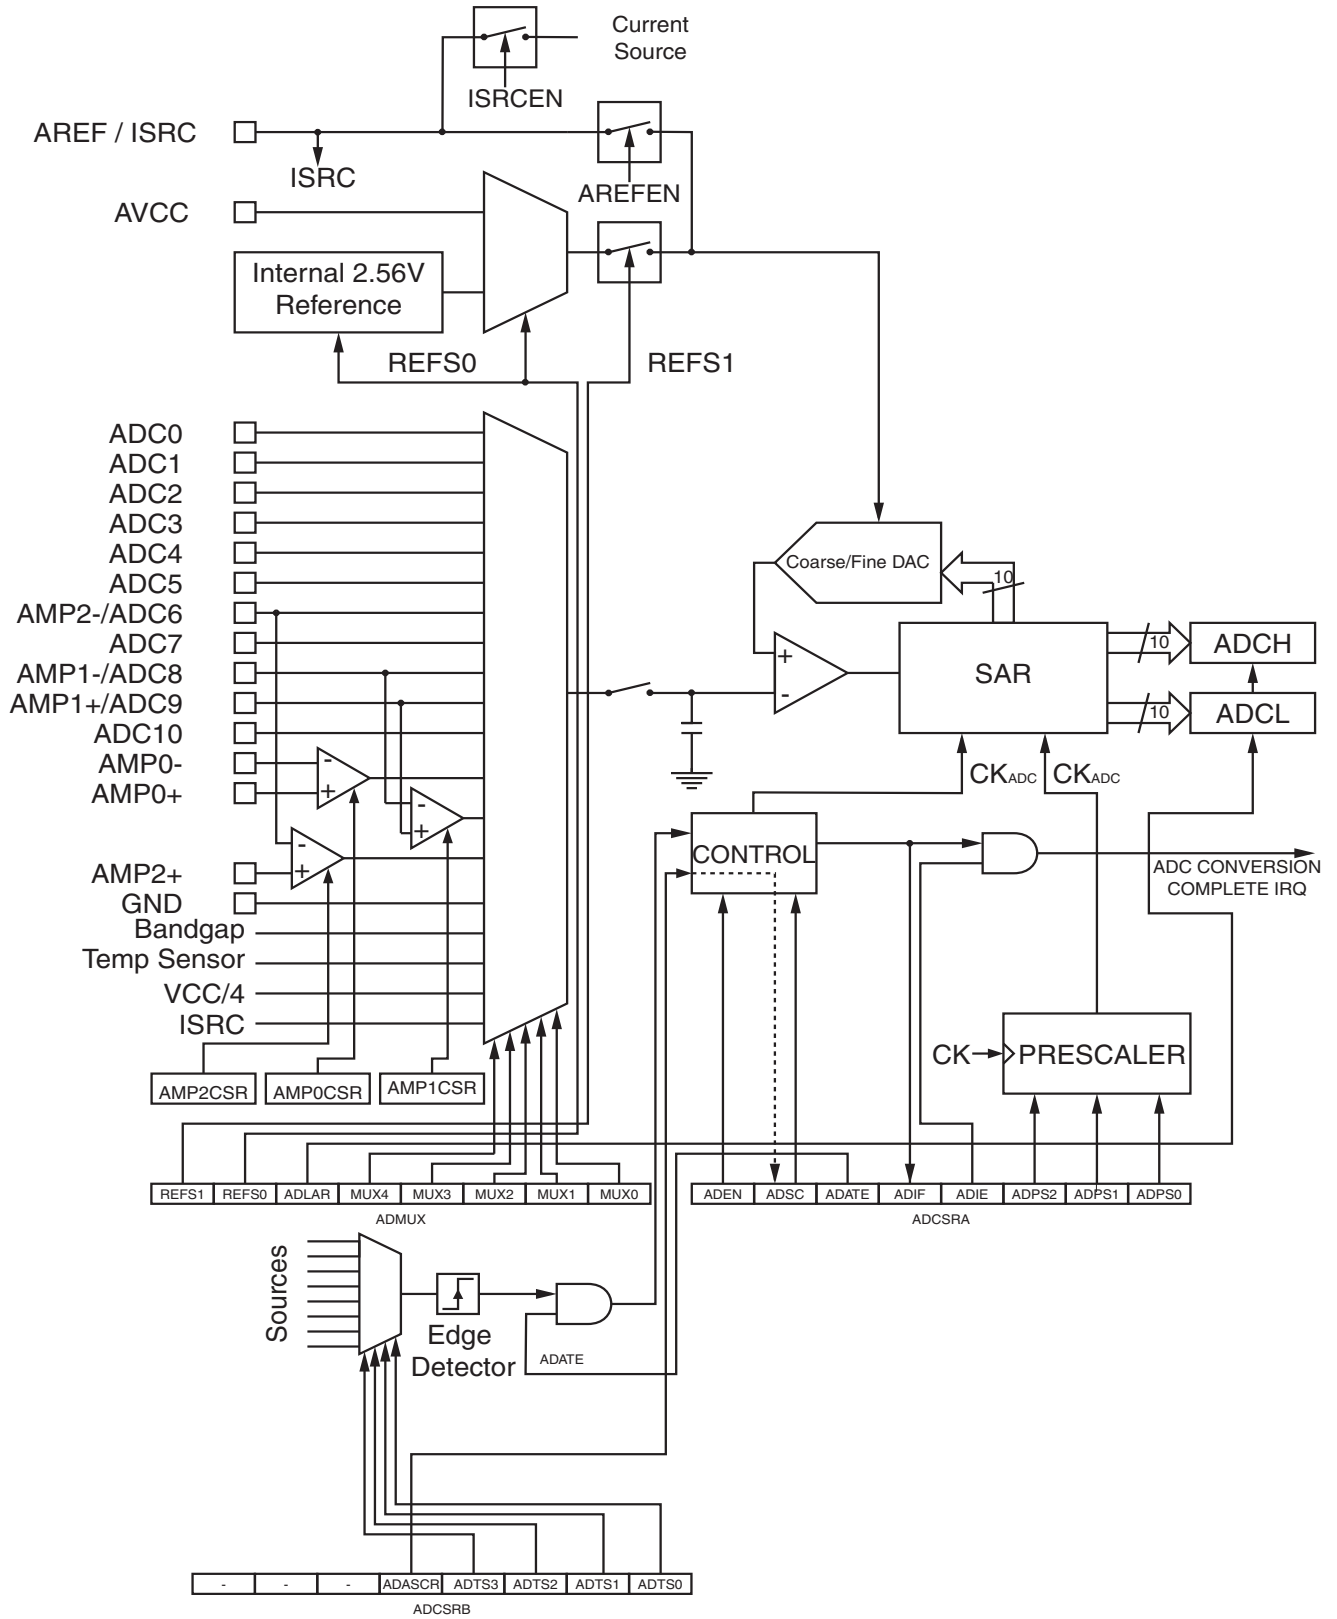 Current
Source
ISRCEN
AREF / ISRC
ISRC
AREFEN
AVCC
Internal 2.56V
Reference
REFS0
REFS1
ADC0
ADC1
ADC2
ADC3
ADC4
ADC5
AMP2-/ADC6
ADC7
AMP1-/ADC8
AMP1+/ADC9
ADC10
AMP0-
AMP0+
AMP2+
GND
Bandgap
Temp Sensor
VCC/4
ISRC
-
+
-
+
-
+
Coarse/Fine DAC
10
+
-
SAR
10
ADCH
10
ADCL
CKADC
CKADC
CONTROL
ADC CONVERSION
COMPLETE IRQ
CK
PRESCALER
AMP2CSR
AMP0CSR
AMP1CSR
REFS1 REFS0 ADLAR MUX4 MUX3 MUX2 MUX1 MUX0
ADMUX
ADEN ADSC ADATE ADIF ADIE ADPS2 ADPS1 ADPS0
ADCSRA
Sources
Edge
Detector
ADATE
- - - ADASCR ADTS3 ADTS2 ADTS1 ADTS0
ADCSRB